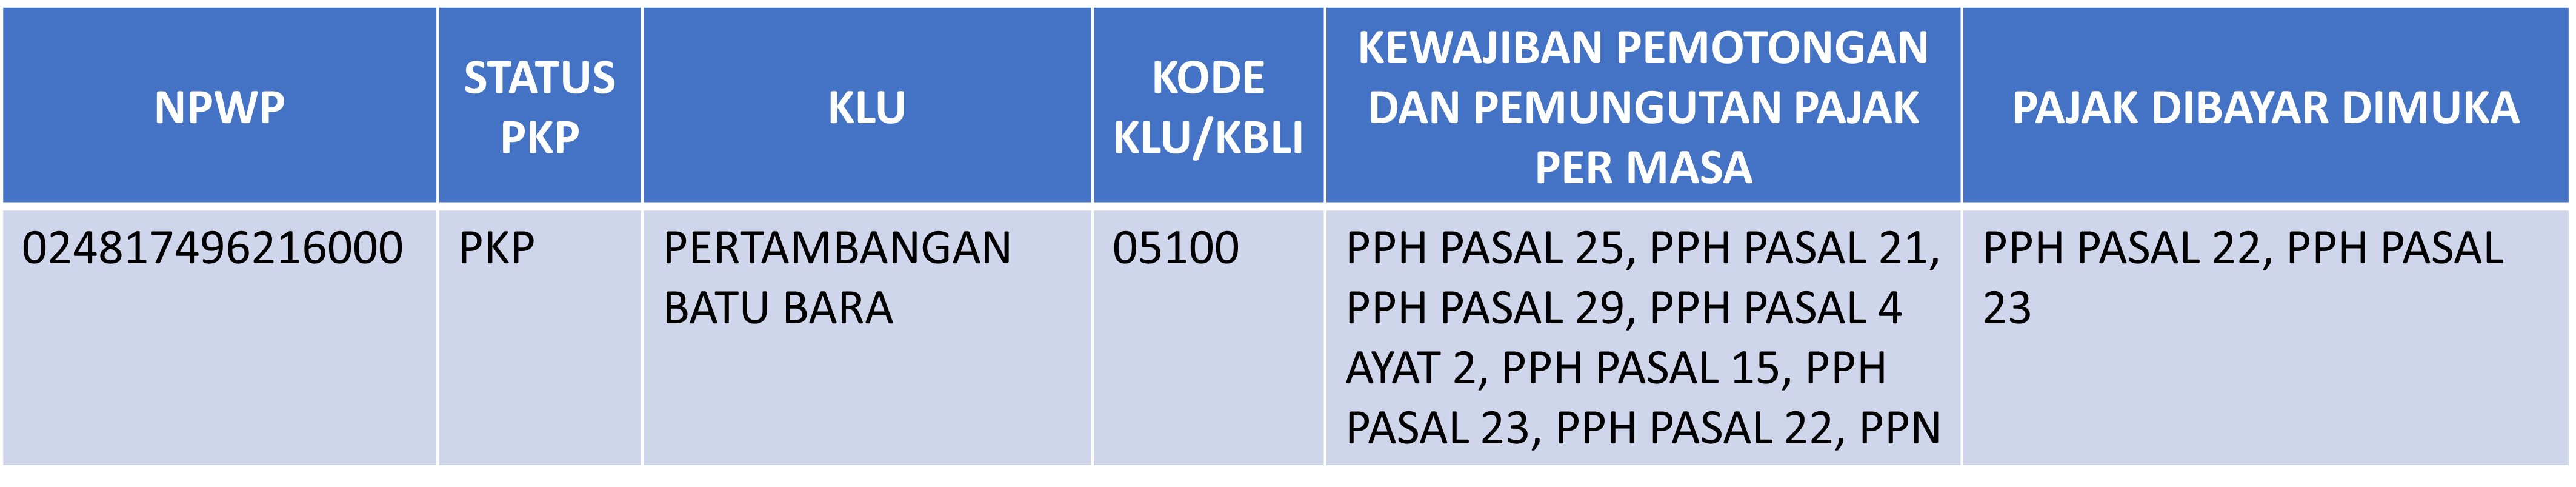 NPWP
STATUS
PKP
KLU
KODE
KLU/KBLI
KEWAJIBAN PEMOTONGAN
DAN PEMUNGUTAN PAJAK
PER MASA
PAJAK DIBAYAR DIMUKA
024817496216000
PKP
PERTAMBANGAN
BATU BARA
05100
PPH PASAL 25, PPH PASAL 21,
PPH PASAL 29, PPH PASAL 4
AYAT 2, PPH PASAL 15, PPH
PASAL 23, PPH PASAL 22, PPN
PPH PASAL 22, PPH PASAL
23